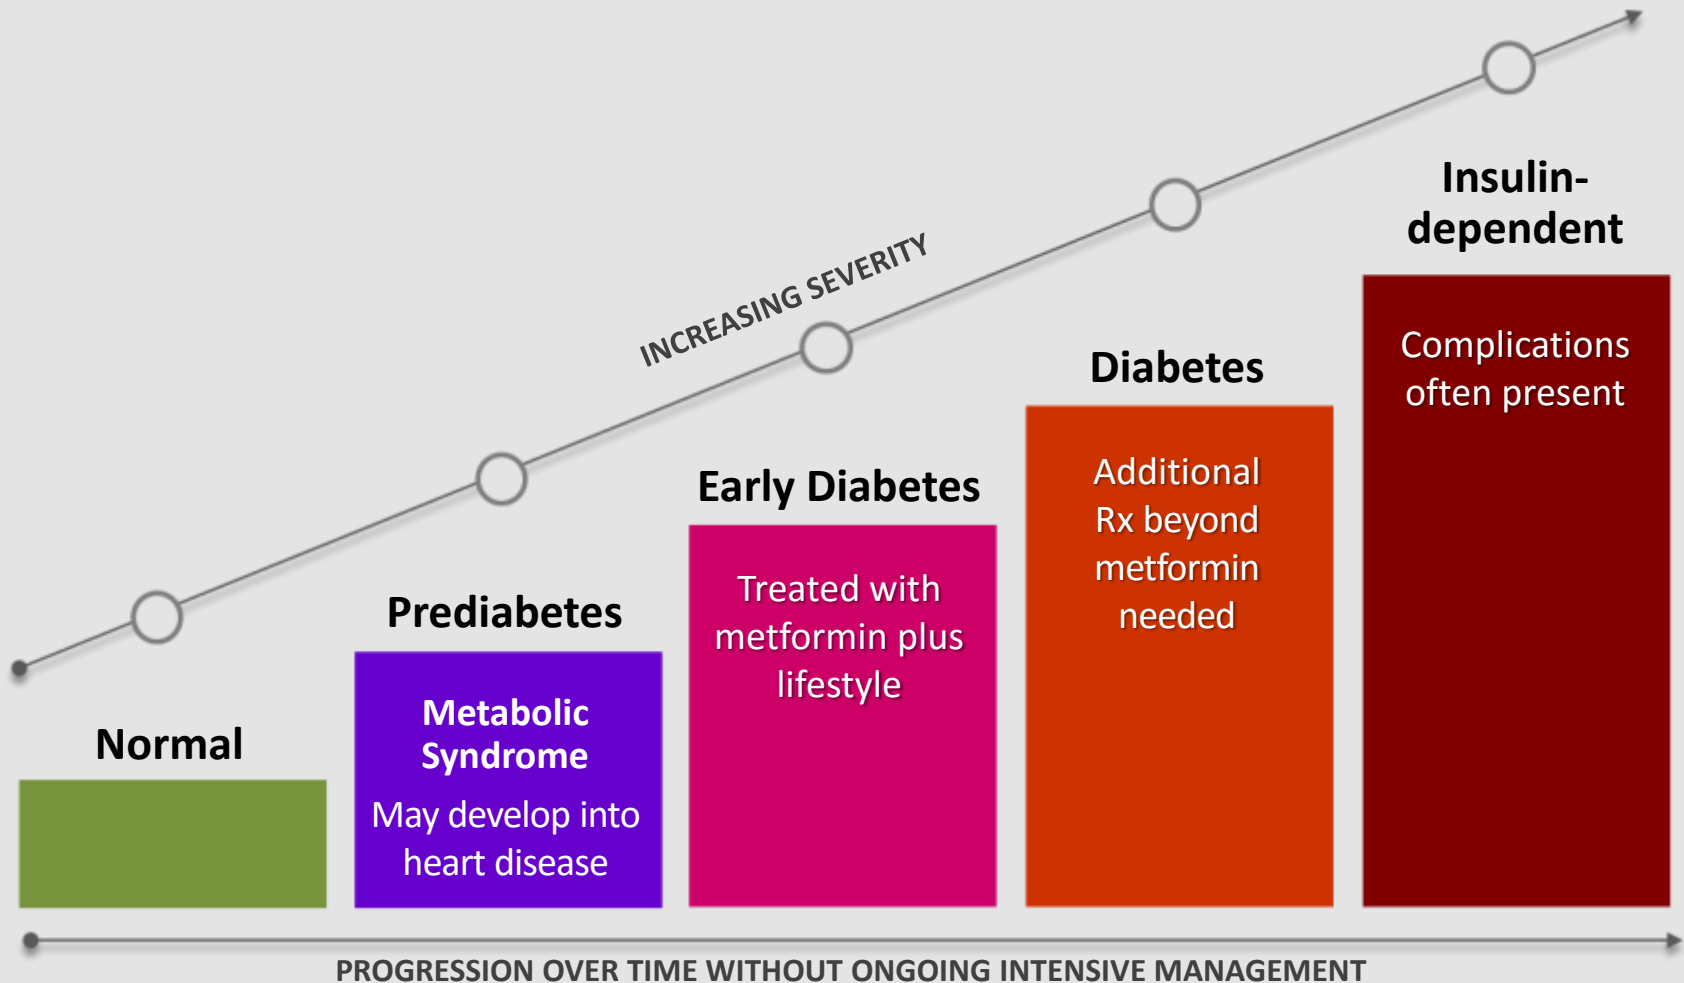 INCREASING SEVERITY
Normal
Prediabetes
Metabolic
Syndrome
May develop into
heart disease
Early Diabetes
Treated with
metformin plus
lifestyle
Diabetes
Additional
Rx beyond
metformin
needed
Insulin-
dependent
Complications
often present
PROGRESSION OVER TIME WITHOUT ONGOING INTENSIVE MANAGEMENT